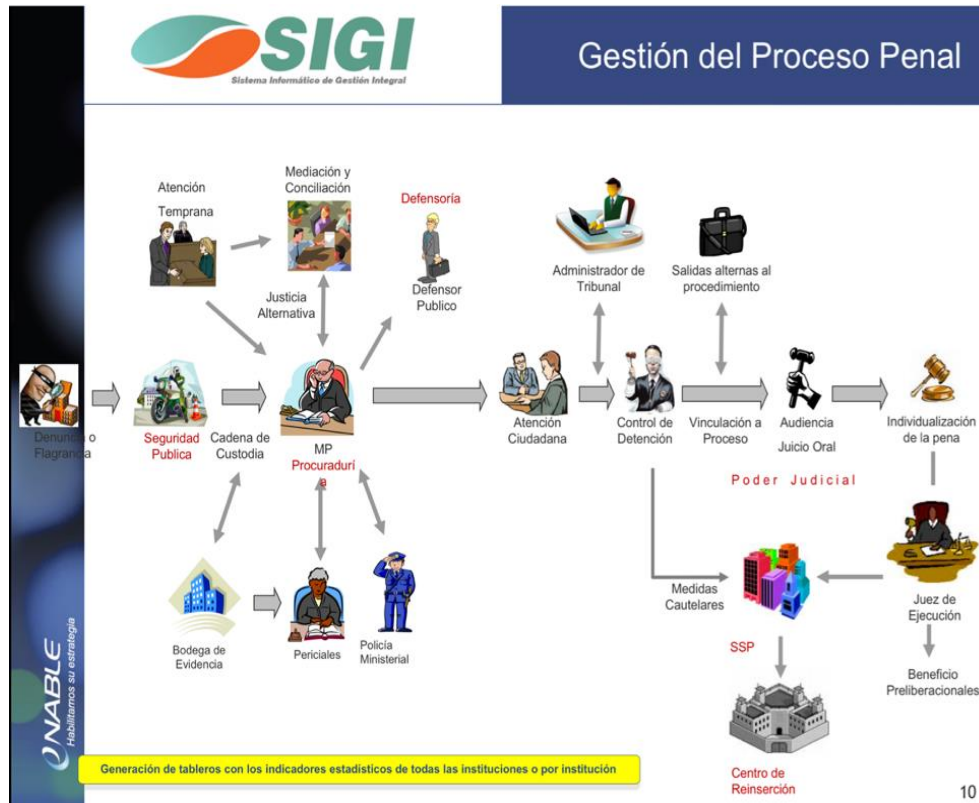 SIGI
Sistema Informático de Gestión Integral
Gestión del Proceso Penal
Atención
Temprana
Mediación y
Conciliación
Defensoría
Defensor
Publico
Justicia
Alternativa
Administrador de
Tribunal
Salidas alternas al
procedimiento
Denuncia o
Flagrancia
Seguridad
Publica
Cadena de
Custodia
MP
Procuradurí
a
Atención
Ciudadana
Control de
Detención
Vinculación a
Proceso
Audiencia
Juicio Oral
Individualización
de la pena
Poder Judicial
Bodega de
Evidencia
Periciales
Policía
Ministerial
Medidas
Cautelares
SSP
Juez de
Ejecución
Beneficio
Preliberacionales
Centro de
Reinserción
NABLE
Habilitamos su estrategia
Generación de tableros con los indicadores estadísticos de todas las instituciones o por institución
10